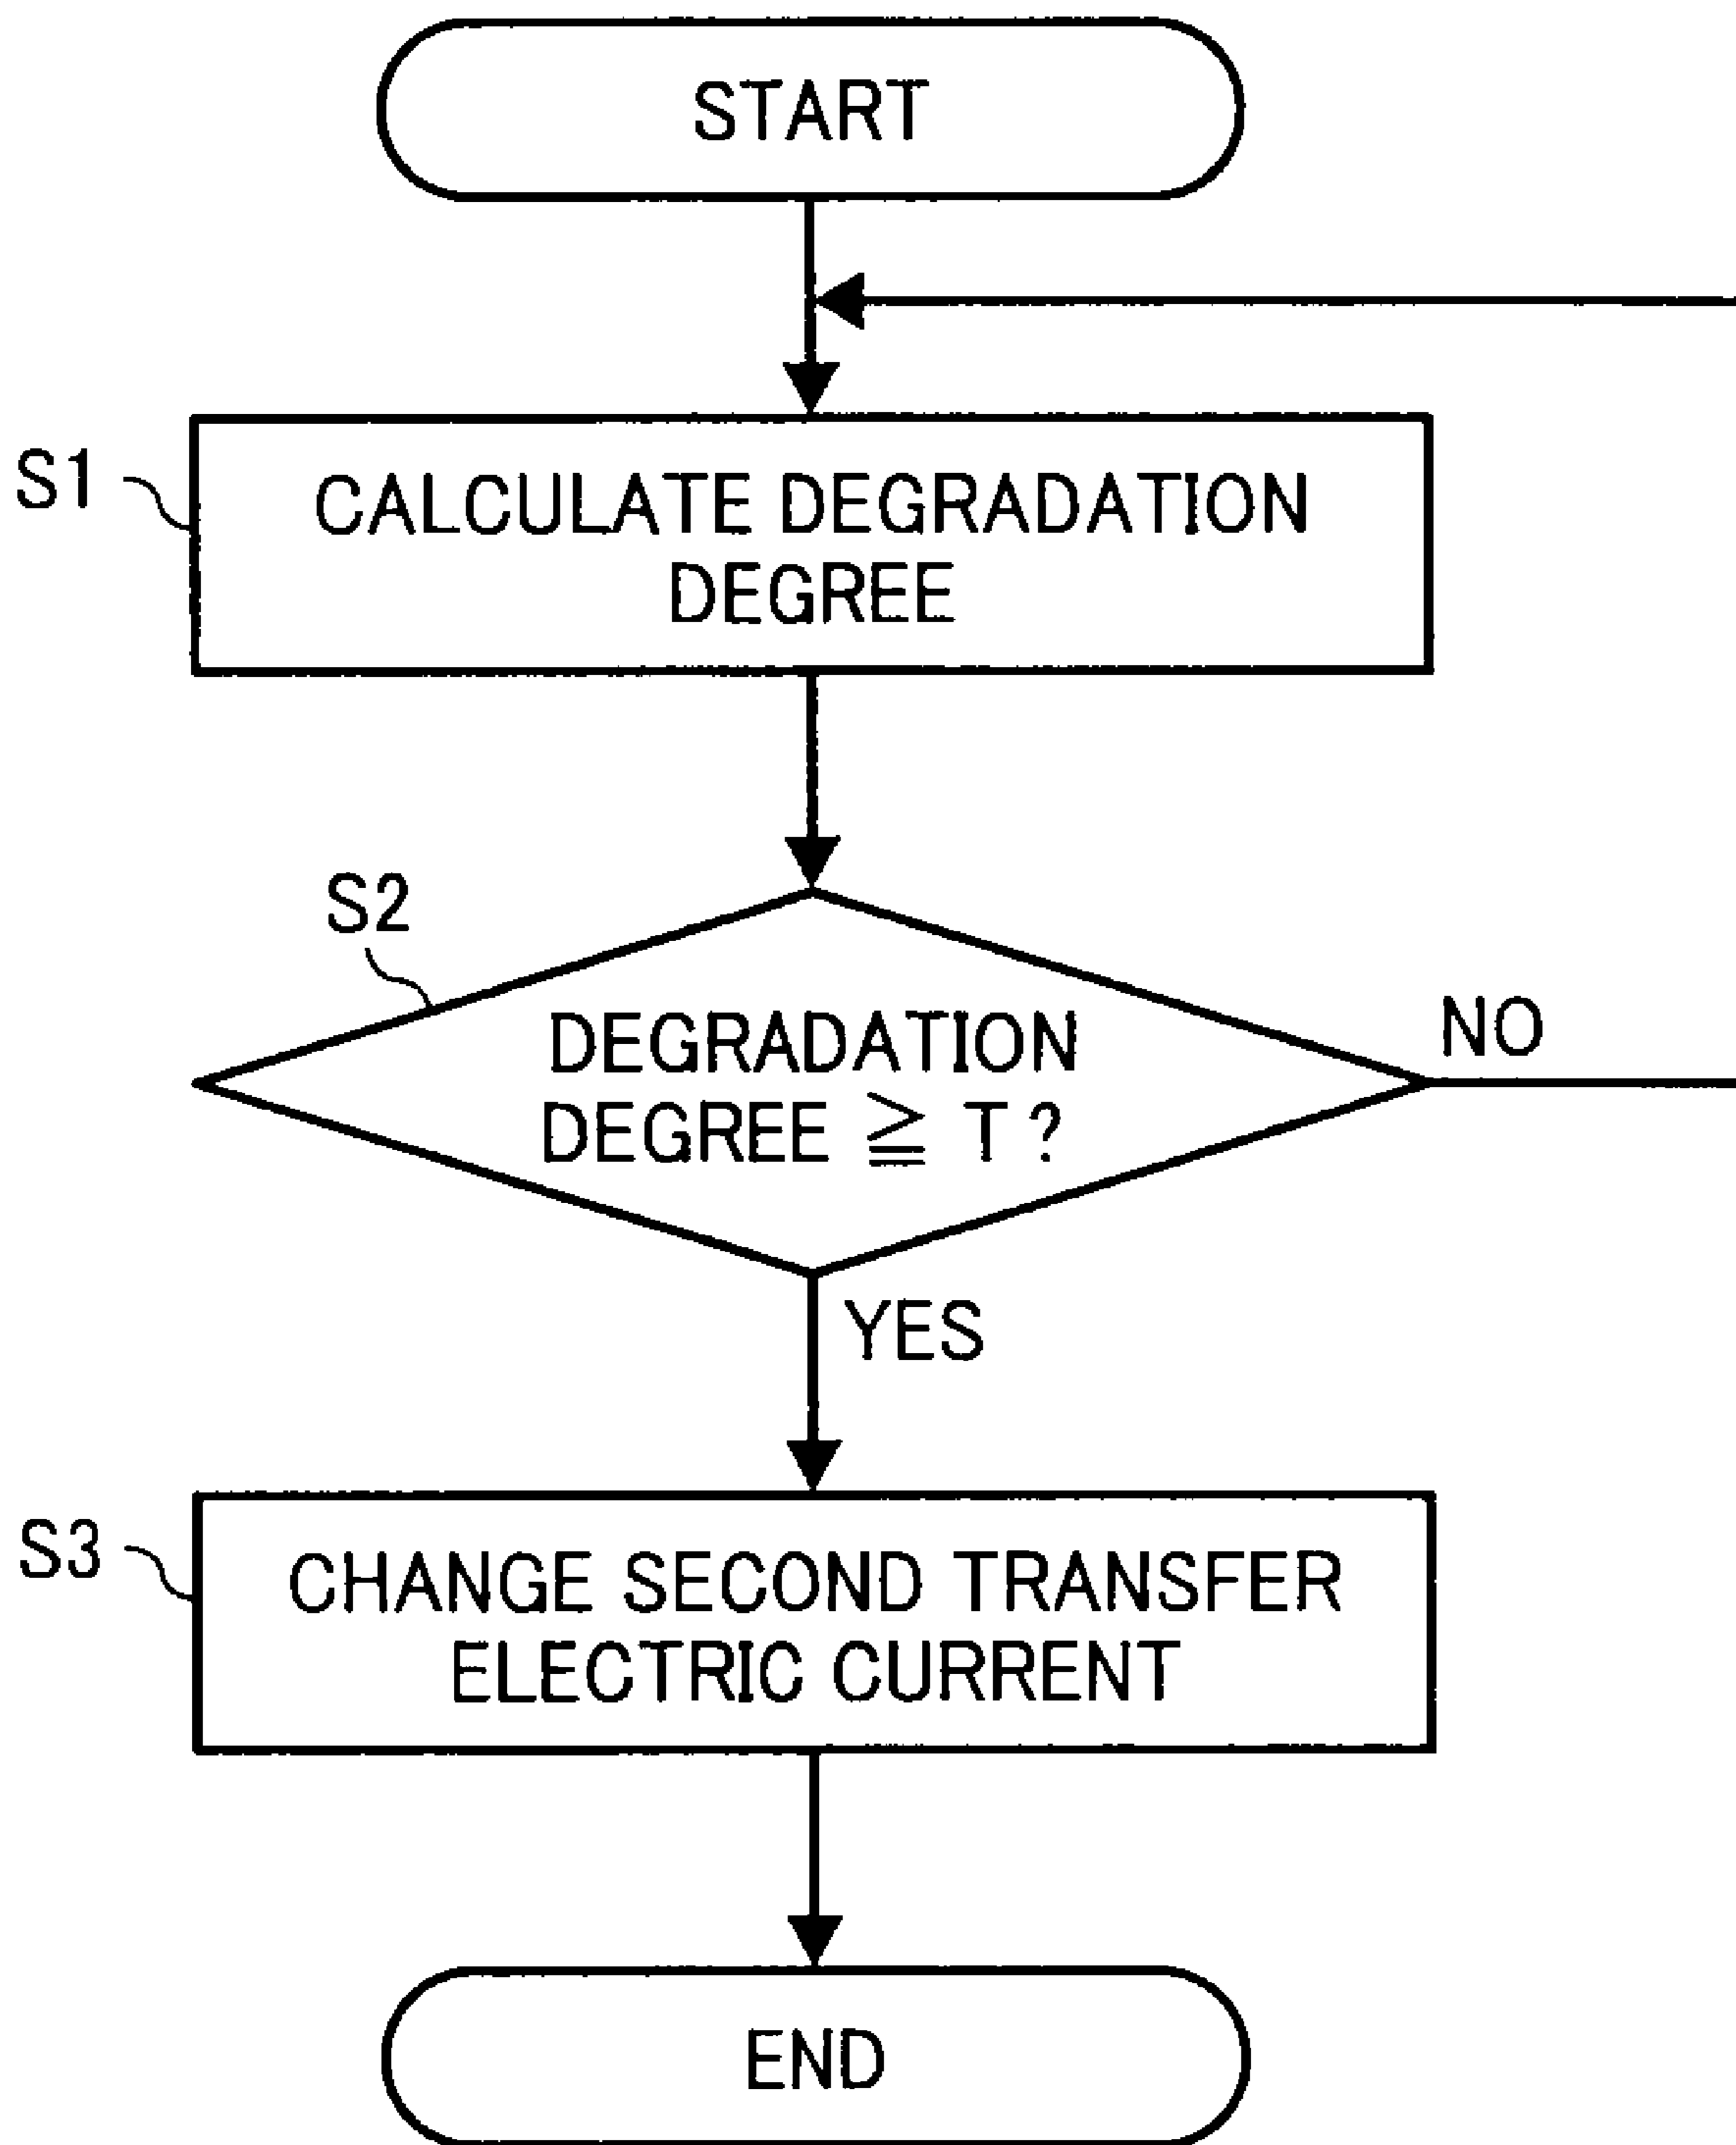 START
S1
CALCULATE DEGRADATION
DEGREE
S2
DEGRADATION
DEGREE ≧ T ?
NO
YES
S3
CHANGE SECOND TRANSFER
ELECTRIC CURRENT
END